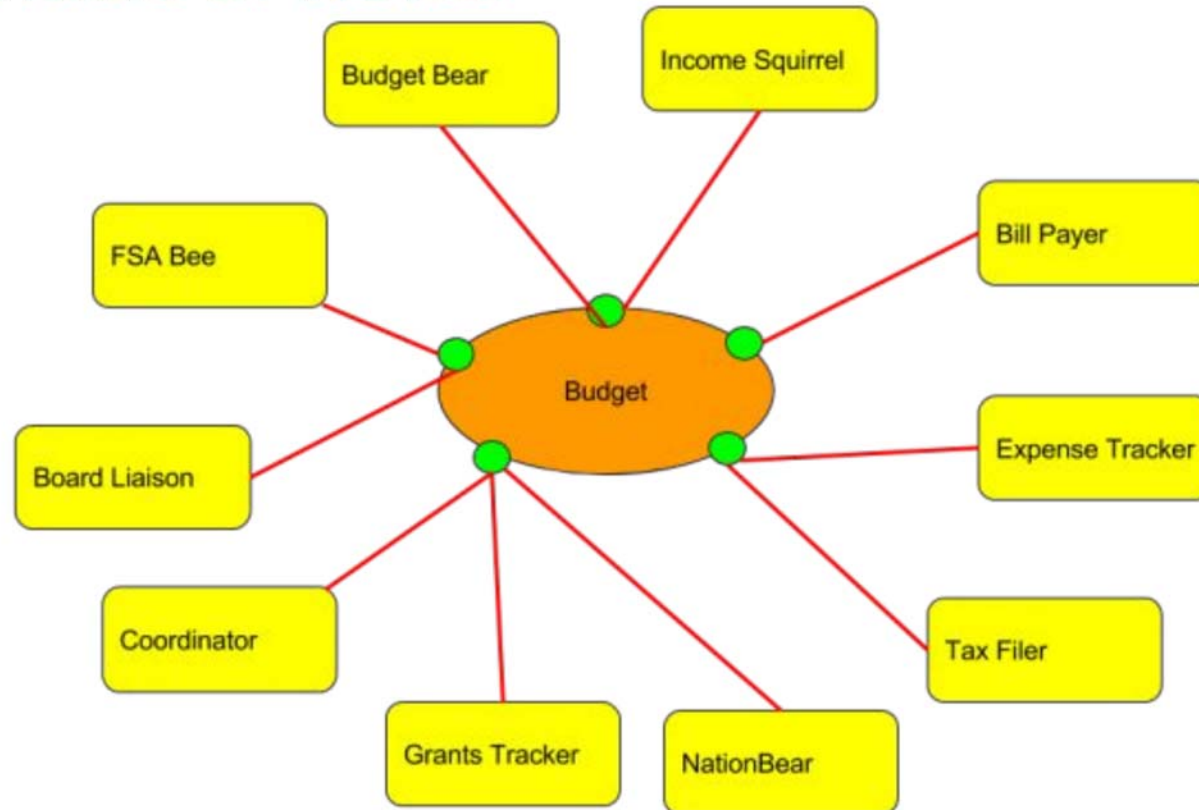 Budget Bear
Income Squirrel
Bill Payer
FSA Bee
Budget
Expense Tracker
Board Liaison
Coordinator
Tax Filer
Grants Tracker
NationBear